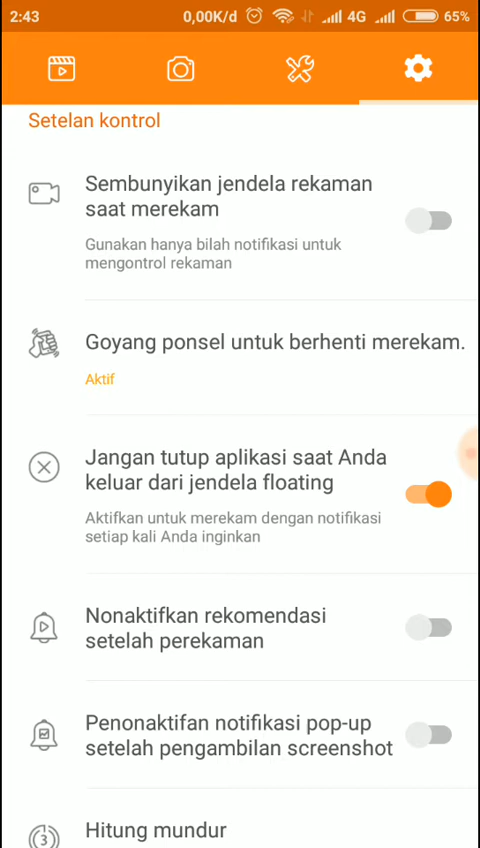 2:43 0,00K/d 4G 65%
Setelan kontrol
Sembunyikan jendela rekaman
saat merekam
Gunakan hanya bilah notifikasi untuk
mengontrol rekaman
Goyang ponsel untuk berhenti merekam.
Aktif
Jangan tutup aplikasi saat Anda
keluar dari jendela floating
Aktifkan untuk merekam dengan notifikasi
setiap kali Anda inginkan
Nonaktifkan rekomendasi
setelah perekaman
Penonaktifan notifikasi pop-up
setelah pengambilan screenshot
3
Hitung mundur